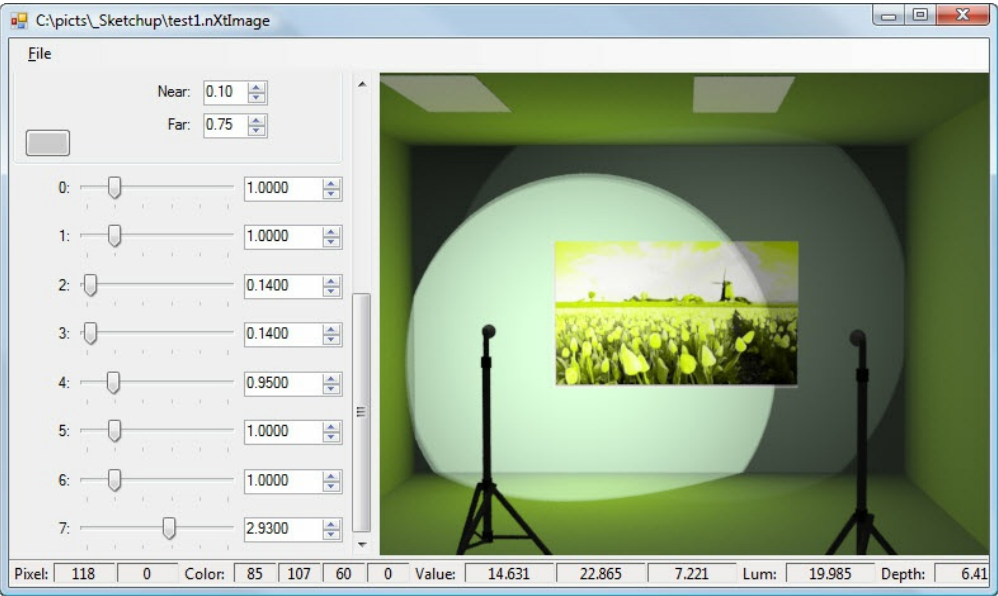 C:\picts\_Sketchup\test1.nXtImage
File
Near: 0.10
Far: 0.75
0: 1.0000
1: 1.0000
2: 0.1400
3: 0.1400
4: 0.9500
5: 1.0000
6: 1.0000
7: 2.9300
Pixel: 118 0 Color: 85 107 60 0 Value: 14.631 22.865 7.221 Lum: 19.985 Depth: 6.41